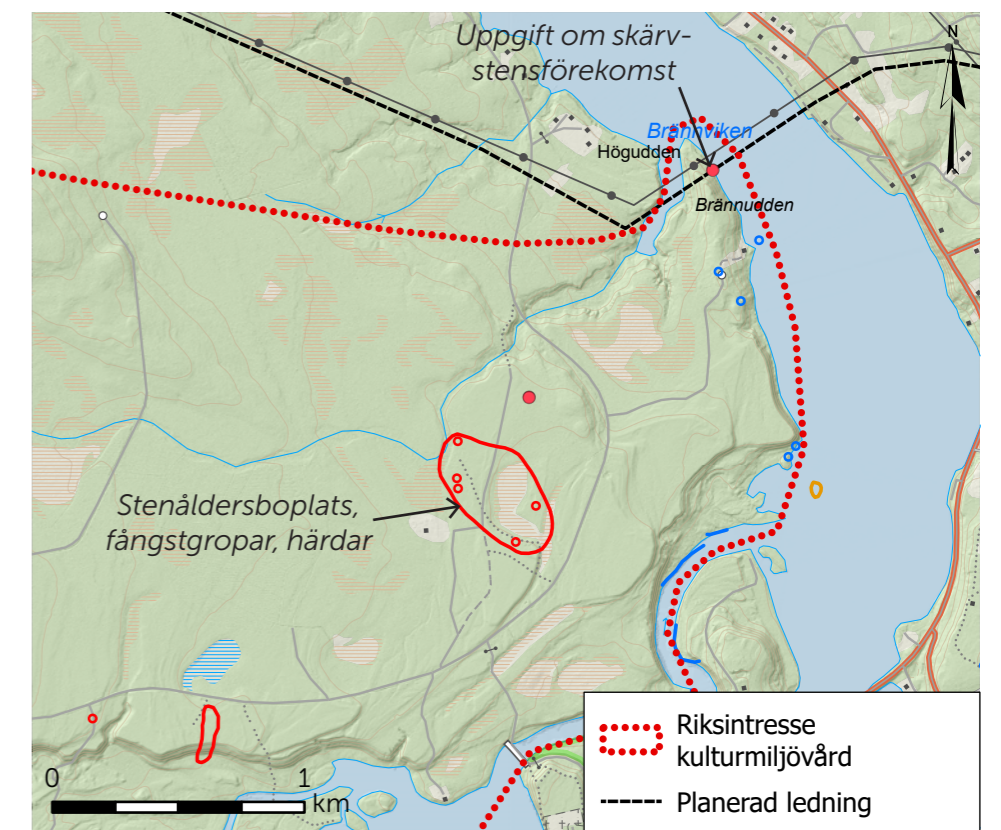 Uppgift om skärv-
stensförekomst
N
Brännviken
Högudden
Brännudden
Stenåldersboplats,
fångstgropar, härdar
0 1
km
Riksintresse
kulturmiljövård
Planerad ledning